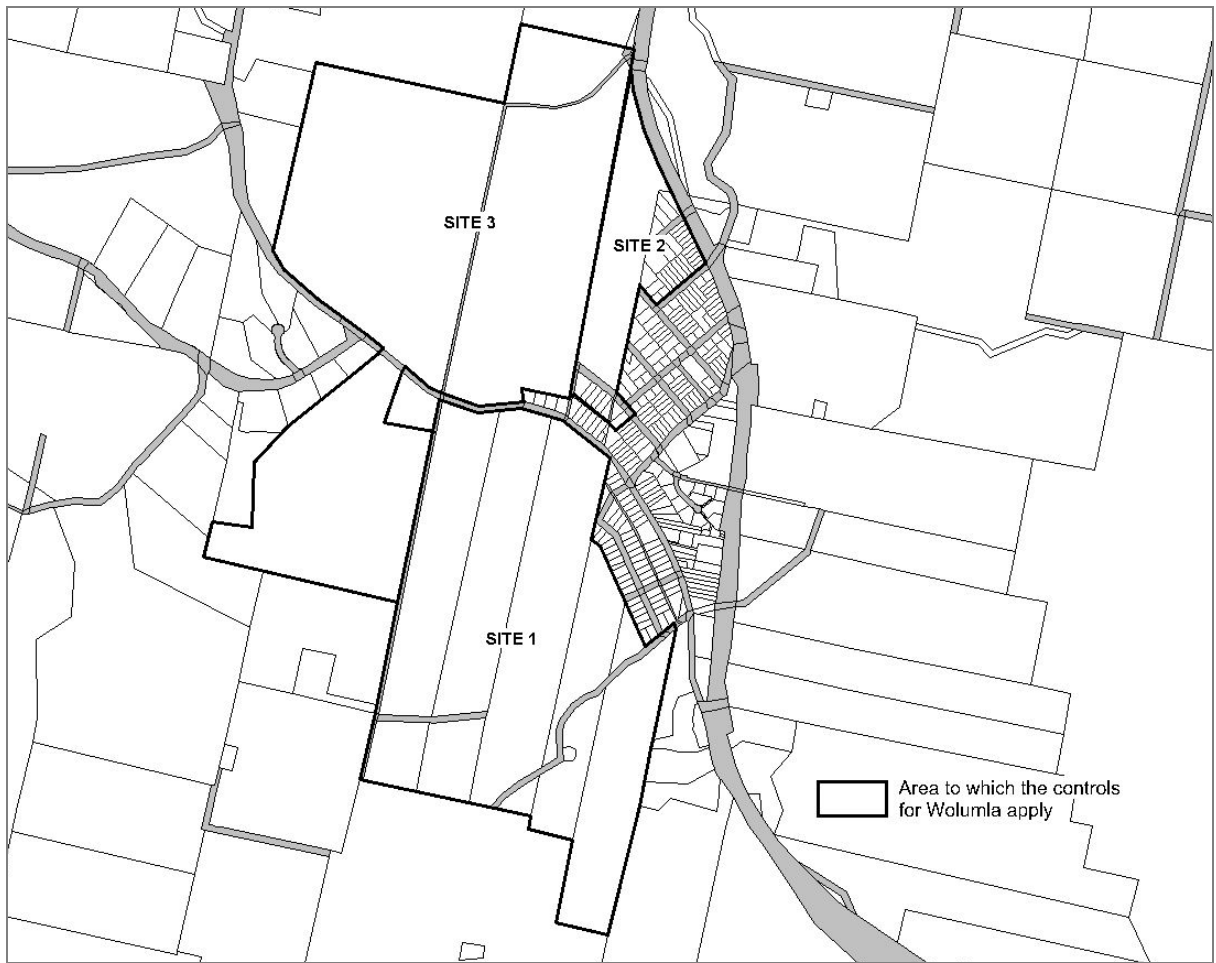 SITE 3
SITE 2
SITE 1
Area to which the controls
for Wolumla apply